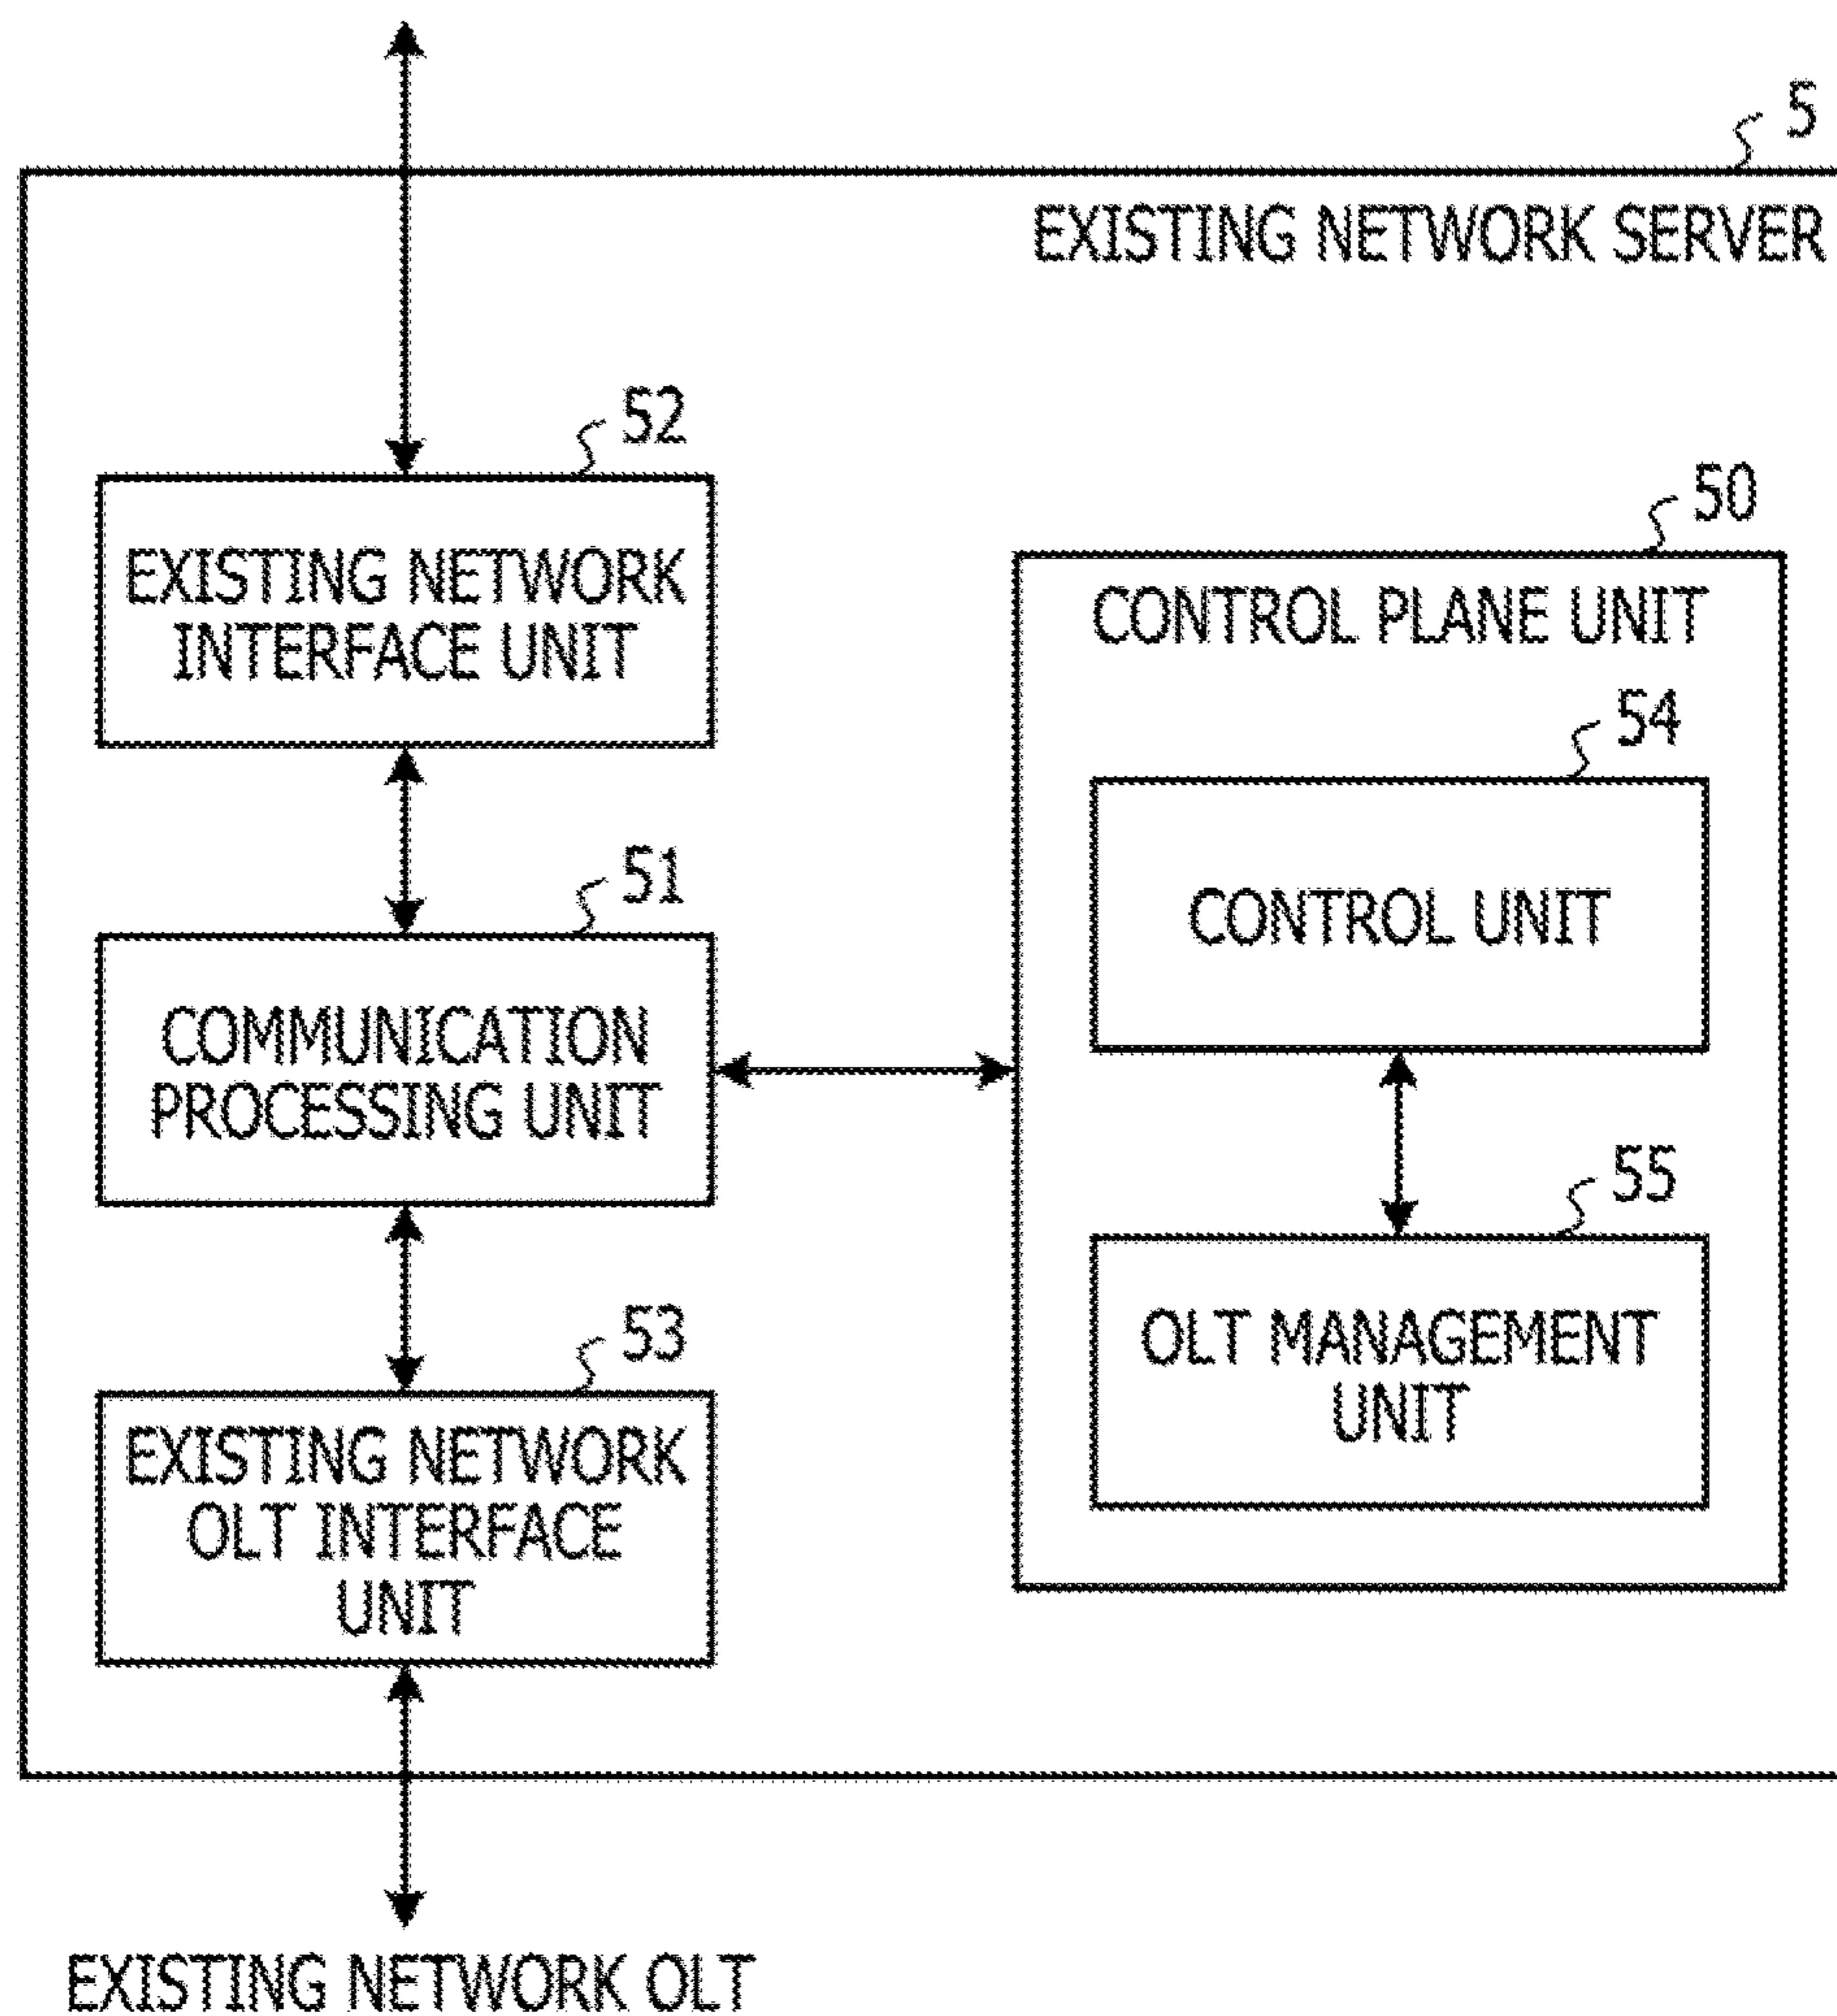 5
EXISTING NETWORK SERVER
52
EXISTING NETWORK
INTERFACE UNIT
50
CONTROL PLANE UNIT
54
CONTROL UNIT
51
COMMUNICATION
PROCESSING UNIT
55
OLT MANAGEMENT
UNIT
53
EXISTING NETWORK
OLT INTERFACE
UNIT
EXISTING NETWORK OLT